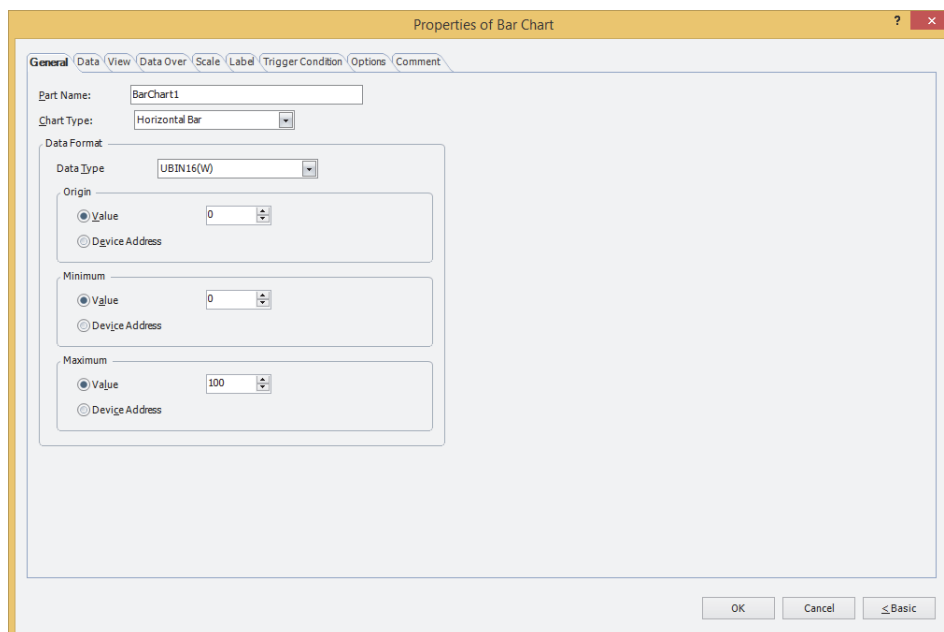 Properties of Bar Chart
?
General Data View Data Over Scale Label Trigger Condition Options Comment
Part Name: BarChart1
Chart Type: Horizontal Bar
Data Format
Data Type UBIN16(W)
Origin
Value 0
Device Address
Minimum
Value 0
Device Address
Maximum
Value 100
Device Address
OK Cancel < Basic